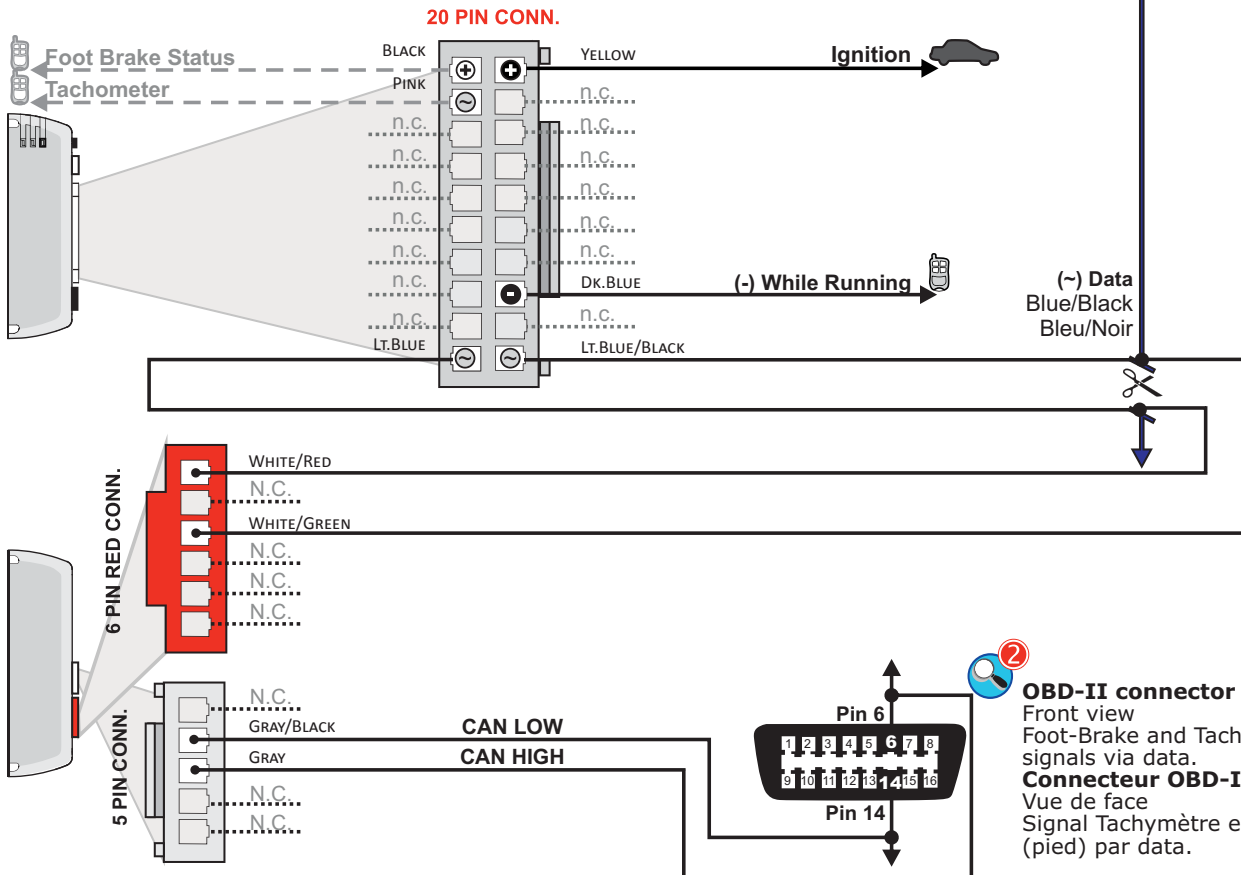 20 PIN CONN.
Foot Brake Status
Tachometer
BLACK
YELLOW
Ignition
PINK
n.c.
n.c.
n.c.
n.c.
n.c.
n.c.
n.c.
n.c.
n.c.
n.c.
n.c.
n.c.
n.c.
DK.BLUE
(-) While Running
n.c.
n.c.
LT.BLUE
LT.BLUE/BLACK
(~) Data
Blue/Black
Bleu/Noir
6 PIN RED CONN.
WHITE/RED
N.C.
WHITE/GREEN
N.C.
N.C.
N.C.
5 PIN CONN.
N.C.
GRAY/BLACK
CAN LOW
GRAY
CAN HIGH
N.C.
N.C.
Pin 6
1 2 3 4 5 6 7 8
9 10 11 12 13 14 15 16
Pin 14
2
OBD-II connector
Front view
Foot-Brake and Tach
signals via data.
Connecteur OBD-I
Vue de face
Signal Tachymètre e
(pied) par data.